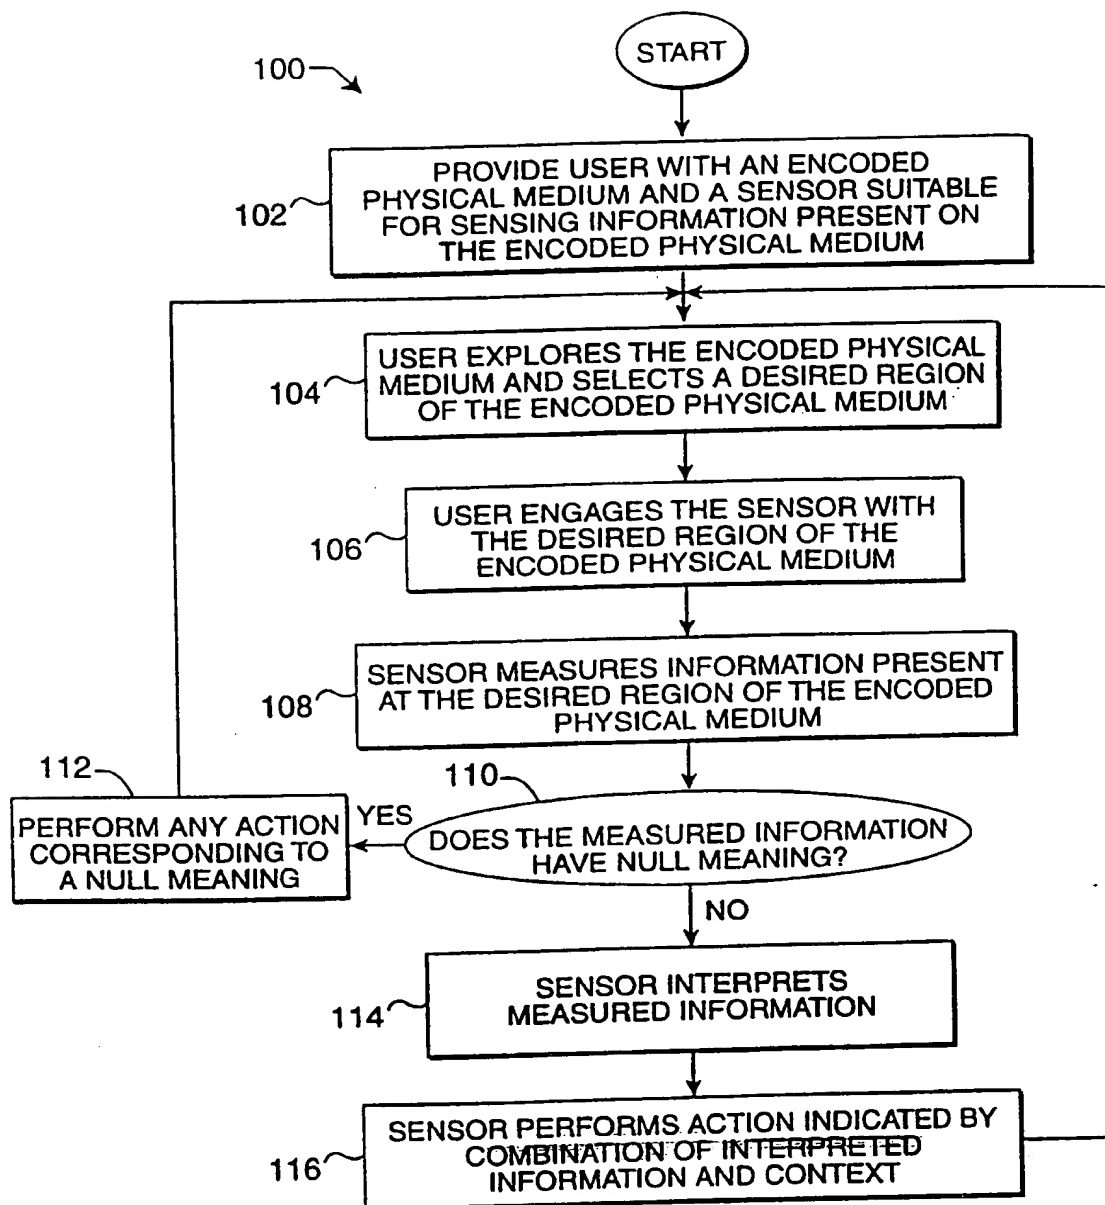 START
100
PROVIDE USER WITH AN ENCODED
PHYSICAL MEDIUM AND A SENSOR SUITABLE
FOR SENSING INFORMATION PRESENT ON
THE ENCODED PHYSICAL MEDIUM
102
USER EXPLORES THE ENCODED PHYSICAL
MEDIUM AND SELECTS A DESIRED REGION
OF THE ENCODED PHYSICAL MEDIUM
104
USER ENGAGES THE SENSOR WITH
THE DESIRED REGION OF THE
ENCODED PHYSICAL MEDIUM
106
SENSOR MEASURES INFORMATION PRESENT
AT THE DESIRED REGION OF THE ENCODED
PHYSICAL MEDIUM
108
110
DOES THE MEASURED INFORMATION
HAVE NULL MEANING?
YES
112
PERFORM ANY ACTION
CORRESPONDING TO
A NULL MEANING
NO
SENSOR INTERPRETS
MEASURED INFORMATION
114
SENSOR PERFORMS ACTION INDICATED BY
COMBINATION OF INTERPRETED
INFORMATION AND CONTEXT
116